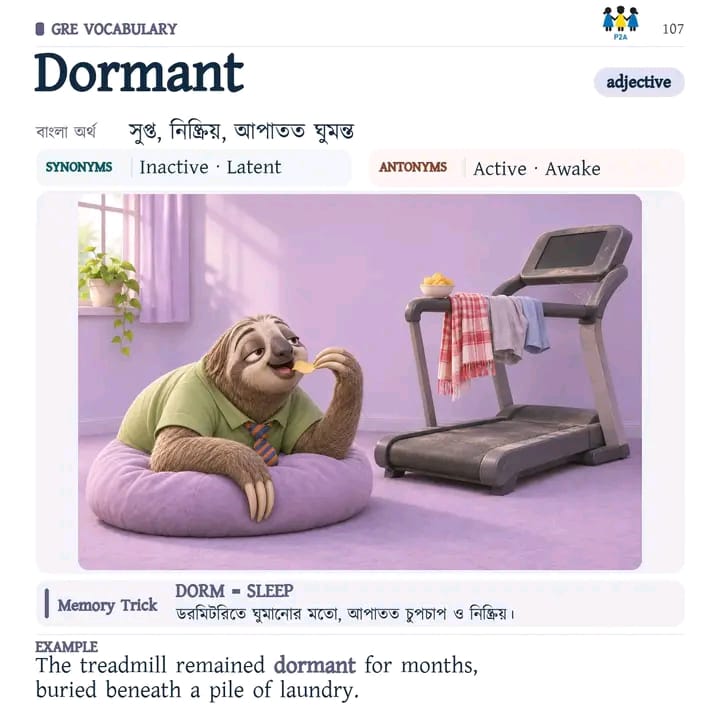 GRE VOCABULARY
P2A
107
Dormant
adjective
বাংলা অর্থ সুপ্ত, নিষ্ক্রিয়, আপাতত ঘুমন্ত
SYNONYMS Inactive · Latent
ANTONYMS Active · Awake
Memory Trick
DORM = SLEEP
ডরমিটরিতে ঘুমানোর মতো, আপাতত চুপচাপ ও নিষ্ক্রিয়।
EXAMPLE
The treadmill remained dormant for months,
buried beneath a pile of laundry.